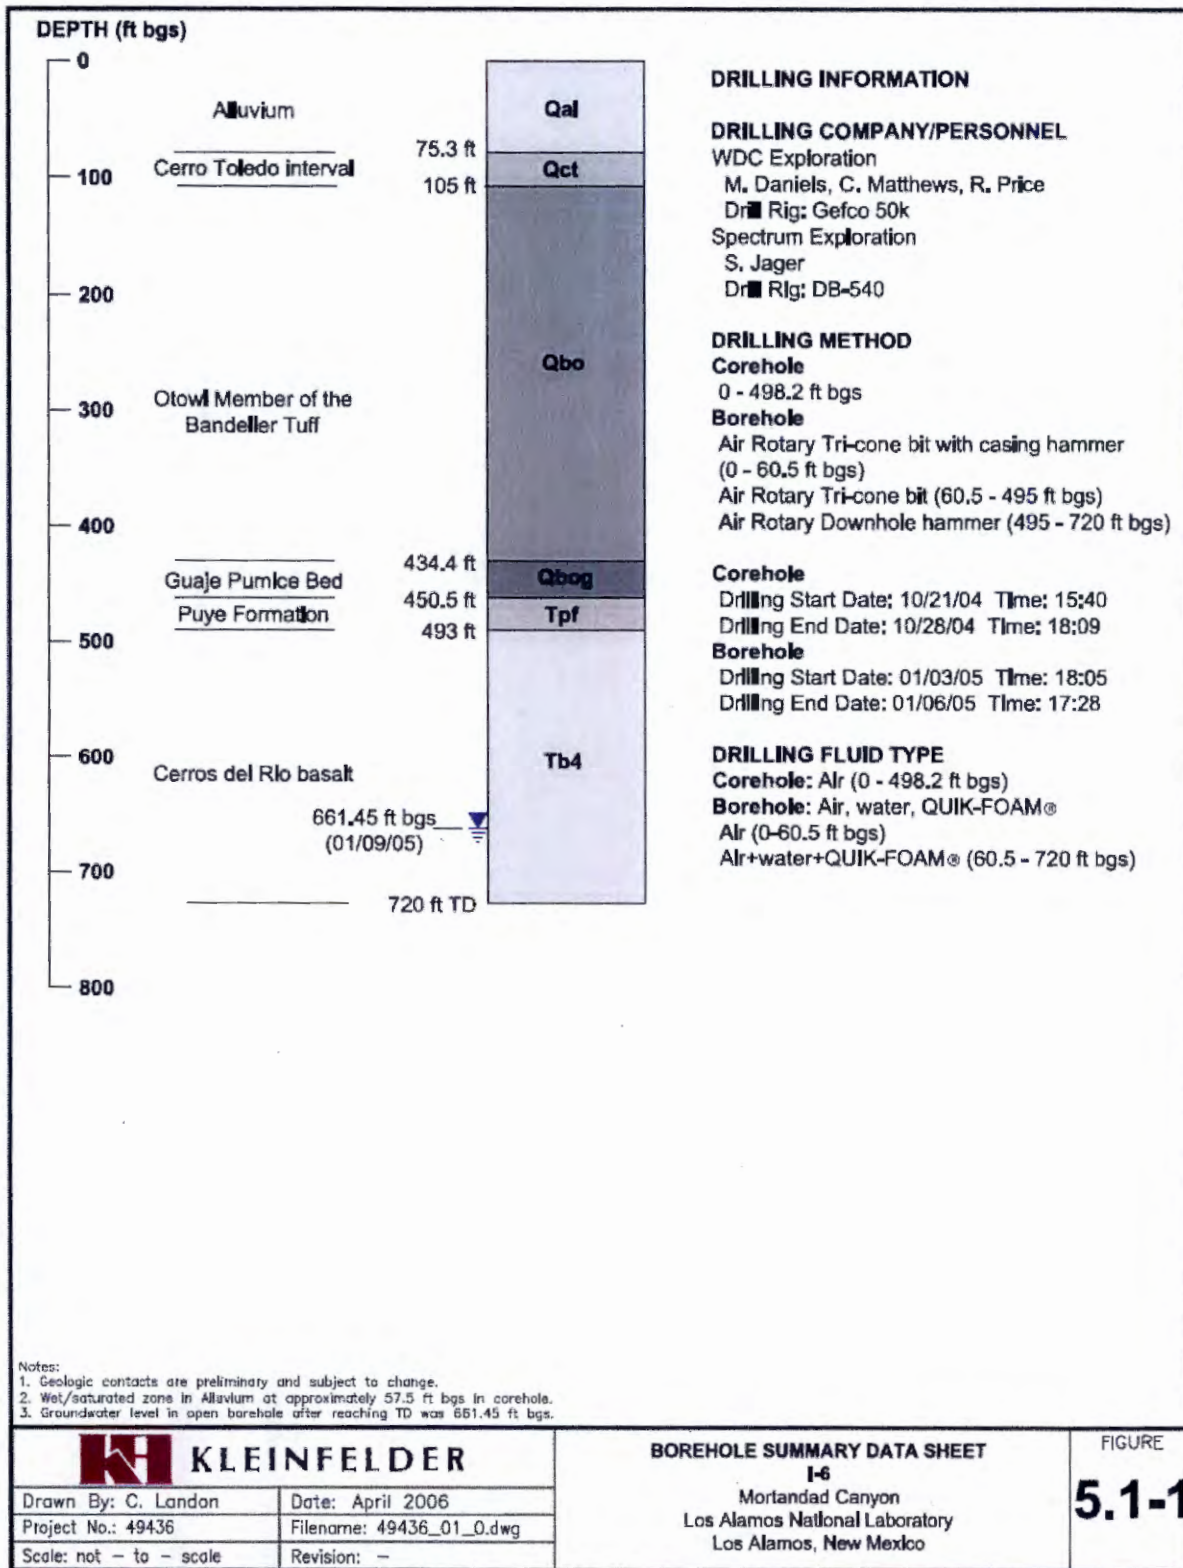 DEPTH (ft bgs)
0
100
200
300
400
500
600
700
800
Alluvium
75.3 ft
Cerro Toledo interval
105 ft
Otowi Member of the
Bandelier Tuff
434.4 ft
Guaje Pumice Bed
450.5 ft
Puye Formation
493 ft
Cerros del Rio basalt
661.45 ft bgs
(01/09/05)
720 ft TD
Qal
Qct
Qbo
Qbog
Tpf
Tb4
DRILLING INFORMATION
DRILLING COMPANY/PERSONNEL
WDC Exploration
M. Daniels, C. Matthews, R. Price
Drill Rig: Gefco 50k
Spectrum Exploration
S. Jager
Drill Rig: DB-540
DRILLING METHOD
Corehole
0 - 498.2 ft bgs
Borehole
Air Rotary Tri-cone bit with casing hammer
(0 - 60.5 ft bgs)
Air Rotary Tri-cone bit (60.5 - 495 ft bgs)
Air Rotary Downhole hammer (495 - 720 ft bgs)
Corehole
Drilling Start Date: 10/21/04 Time: 15:40
Drilling End Date: 10/28/04 Time: 18:09
Borehole
Drilling Start Date: 01/03/05 Time: 18:05
Drilling End Date: 01/06/05 Time: 17:28
DRILLING FLUID TYPE
Corehole: Air (0 - 498.2 ft bgs)
Borehole: Air, water, QUIK-FOAM®
Air (0-60.5 ft bgs)
Air+water+QUIK-FOAM® (60.5 - 720 ft bgs)
Notes:
1. Geologic contacts are preliminary and subject to change.
2. Wet/saturated zone in Alluvium at approximately 57.5 ft bgs in corehole.
3. Groundwater level in open borehole after reaching TD was 661.45 ft bgs.
KLEINFELDER
Drawn By: C. Landon
Date: April 2006
Project No.: 49436
Filename: 49436_01_0.dwg
Scale: not - to - scale
Revision: -
BOREHOLE SUMMARY DATA SHEET
I-6
Mortandad Canyon
Los Alamos National Laboratory
Los Alamos, New Mexico
FIGURE
5.1-1